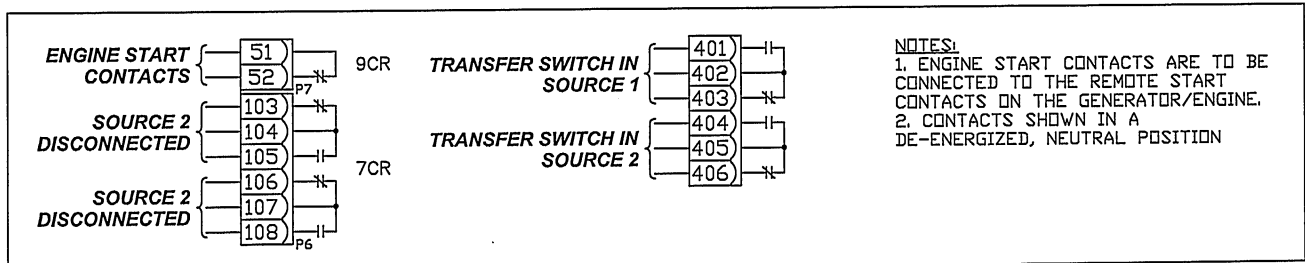 ENGINE START
CONTACTS
51
52
P7
9CR
SOURCE 2
DISCONNECTED
103
104
105
7CR
SOURCE 2
DISCONNECTED
106
107
108
P6
TRANSFER SWITCH IN
SOURCE 1
401
402
403
TRANSFER SWITCH IN
SOURCE 2
404
405
406
NOTES:
1. ENGINE START CONTACTS ARE TO BE
CONNECTED TO THE REMOTE START
CONTACTS ON THE GENERATOR/ENGINE.
2. CONTACTS SHOWN IN A
DE-ENERGIZED, NEUTRAL POSITION